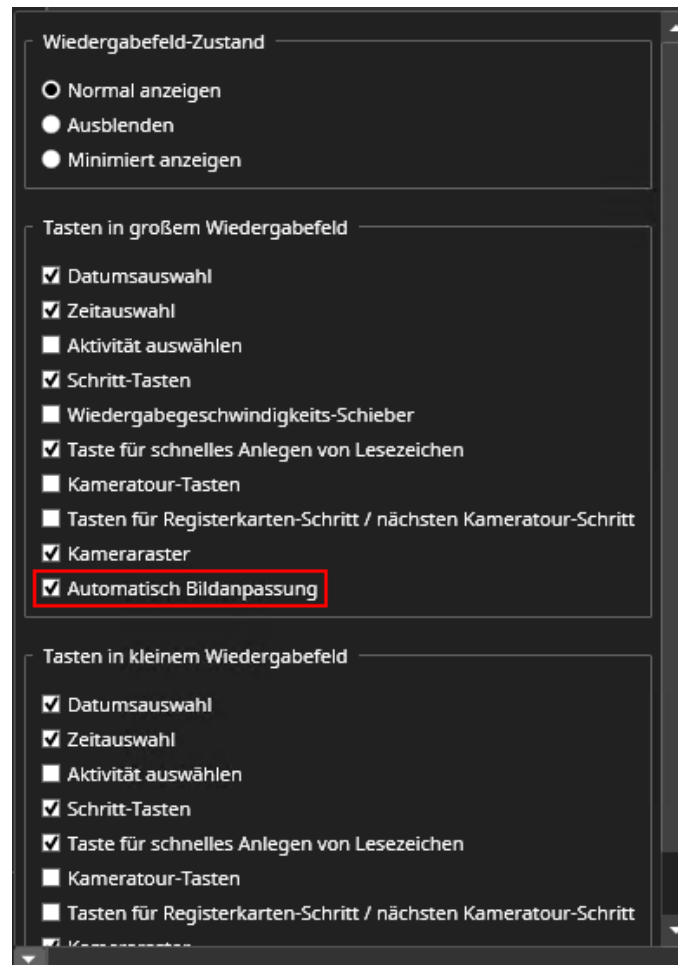 Wiedergabefeld-Zustand
Normal anzeigen
Ausblenden
Minimiert anzeigen
Tasten in großem Wiedergabefeld
Datumsauswahl
Zeitauswahl
Aktivität auswählen
Schritt-Tasten
Wiedergabegeschwindigkeits-Schieber
Taste für schnelles Anlegen von Lesezeichen
Kameratour-Tasten
Tasten für Registerkarten-Schritt / nächsten Kameratour-Schritt
Kameraraster
Automatisch Bildanpassung
Tasten in kleinem Wiedergabefeld
Datumsauswahl
Zeitauswahl
Aktivität auswählen
Schritt-Tasten
Taste für schnelles Anlegen von Lesezeichen
Kameratour-Tasten
Tasten für Registerkarten-Schritt / nächsten Kameratour-Schritt